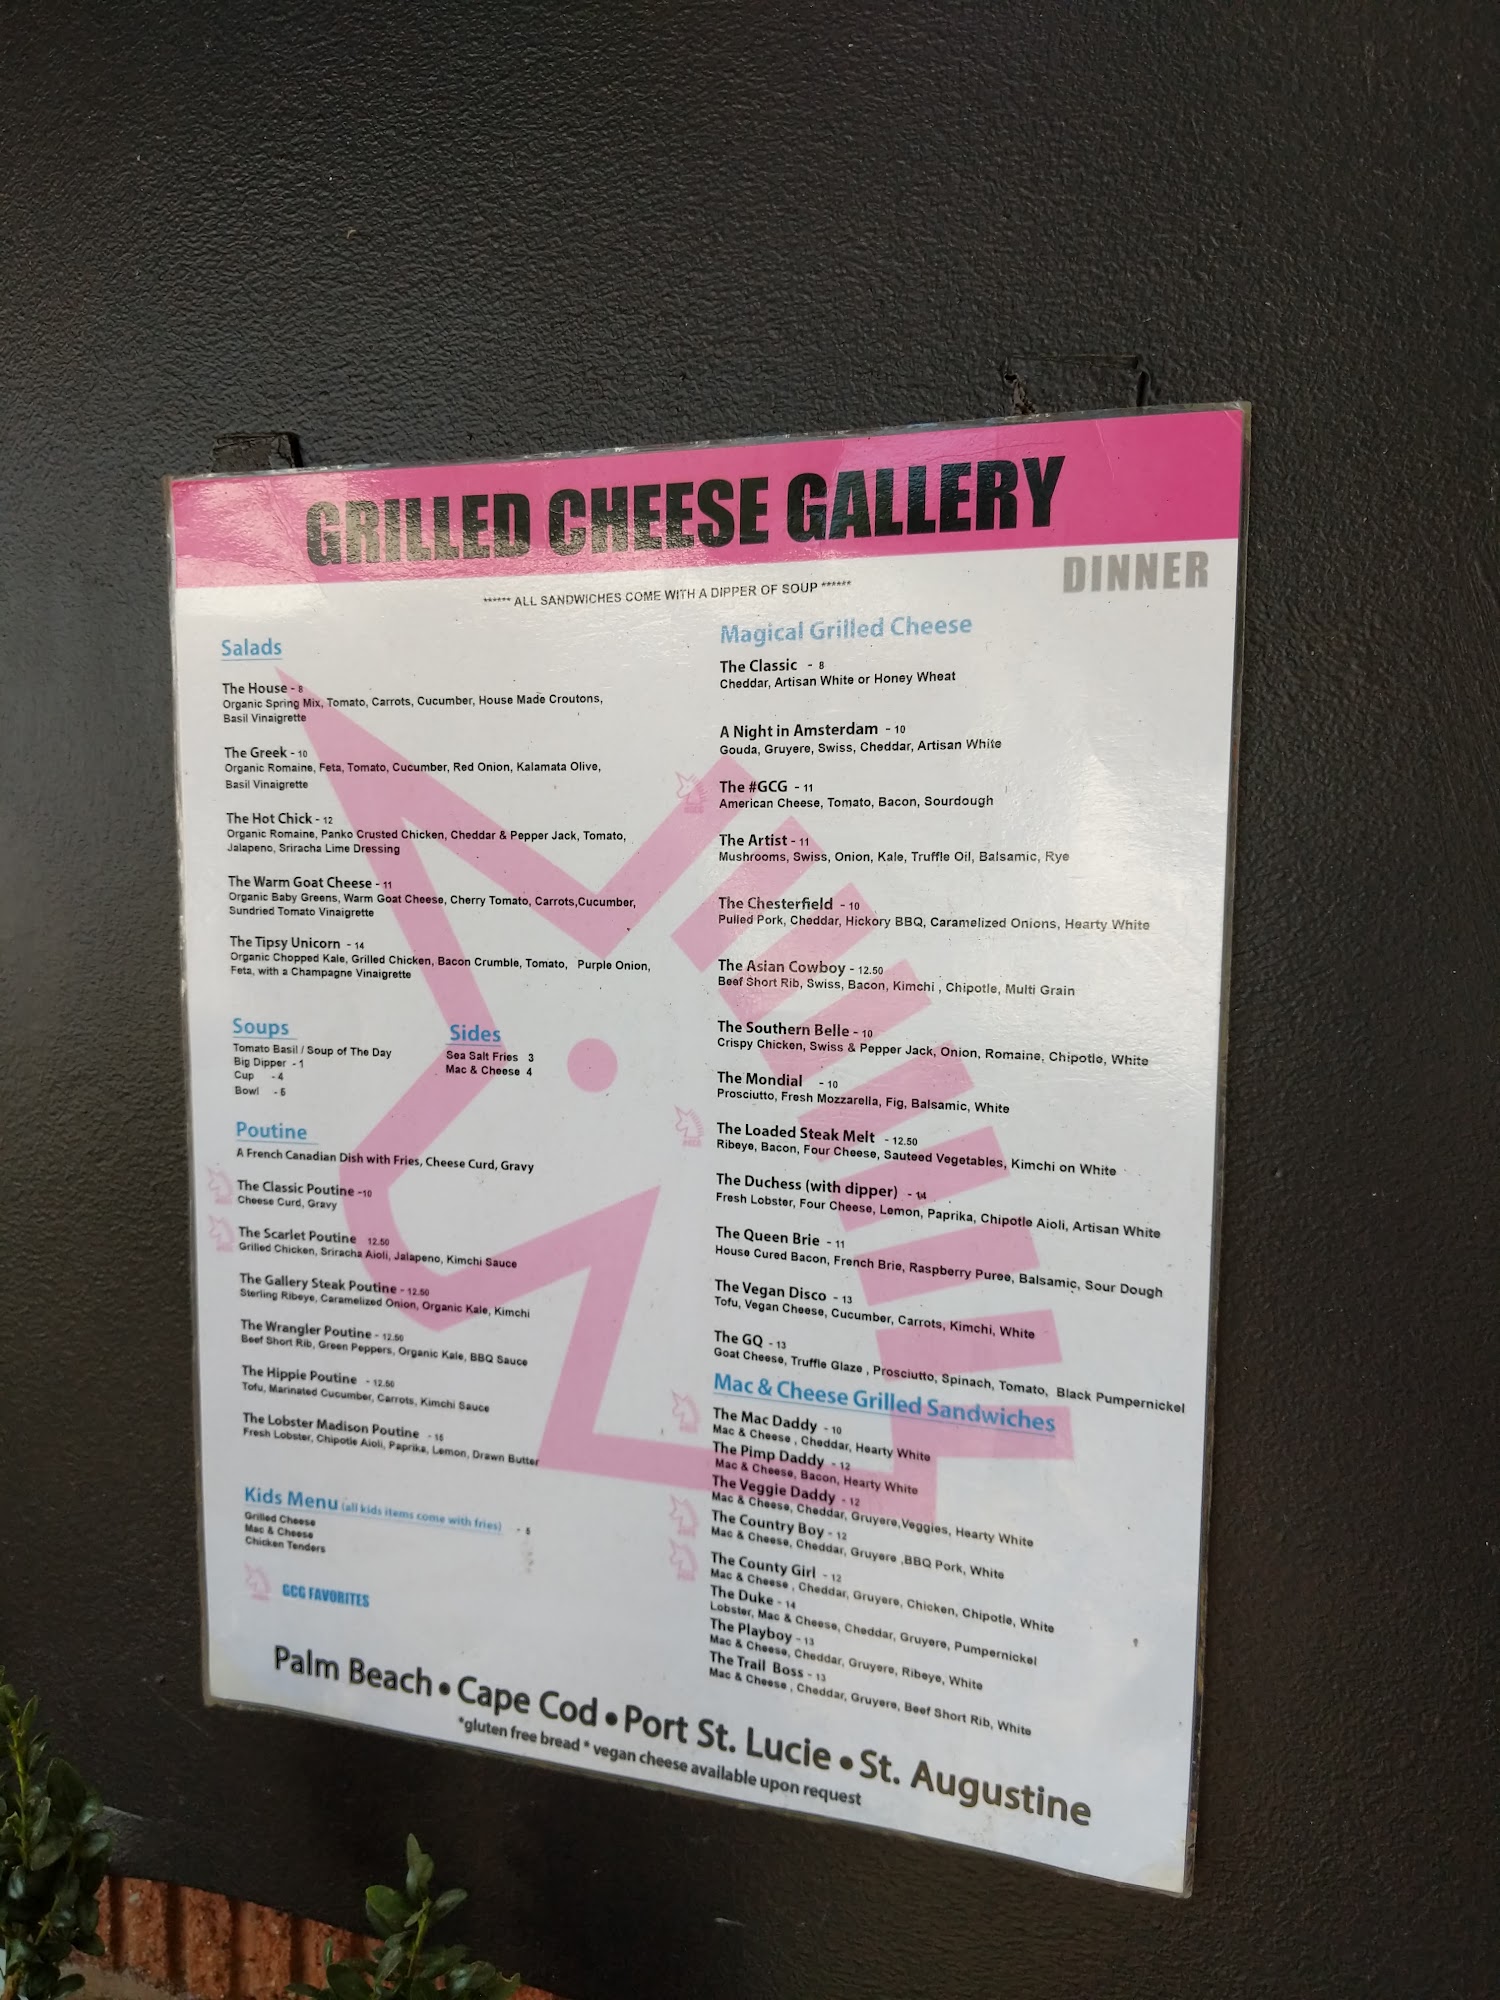 GRILLED CHEESE GALLERY
DINNER
****** ALL SANDWICHES COME WITH A DIPPER OF SOUP ******
Salads
The House - 8
Organic Spring Mix, Tomato, Carrots, Cucumber, House Made Croutons,
Basil Vinaigrette
The Greek - 10
Organic Romaine, Feta, Tomato, Cucumber, Red Onion, Kalamata Olive,
Basil Vinaigrette
The Hot Chick - 12
Organic Romaine, Panko Crusted Chicken, Cheddar & Pepper Jack, Tomato,
Jalapeno, Sriracha Lime Dressing
The Warm Goat Cheese - 11
Organic Baby Greens, Warm Goat Cheese, Cherry Tomato, Carrots,Cucumber,
Sundried Tomato Vinaigrette
The Tipsy Unicorn - 14
Organic Chopped Kale, Grilled Chicken, Bacon Crumble, Tomato, Purple Onion,
Feta, with a Champagne Vinaigrette
Soups
Tomato Basil / Soup of The Day
Big Dipper - 1
Cup - 4
Bowl - 6
Sides
Sea Salt Fries 3
Mac & Cheese 4
Poutine
A French Canadian Dish with Fries, Cheese Curd, Gravy
The Classic Poutine -10
Cheese Curd, Gravy
The Scarlet Poutine 12.50
Grilled Chicken, Sriracha Aioli, Jalapeno, Kimchi Sauce
The Gallery Steak Poutine - 12.50
Sterling Ribeye, Caramelized Onion, Organic Kale, Kimchi
The Wrangler Poutine - 12.50
Beef Short Rib, Green Peppers, Organic Kale, BBQ Sauce
The Hippie Poutine - 12.50
Tofu, Marinated Cucumber, Carrots, Kimchi Sauce
The Lobster Madison Poutine - 15
Fresh Lobster, Chipotle Aioli, Paprika, Lemon, Drawn Butter
Kids Menu (all kids items come with fries) - 5
Grilled Cheese
Mac & Cheese
Chicken Tenders
GCG FAVORITES
Magical Grilled Cheese
The Classic - 8
Cheddar, Artisan White or Honey Wheat
A Night in Amsterdam - 10
Gouda, Gruyere, Swiss, Cheddar, Artisan White
The #GCG - 11
American Cheese, Tomato, Bacon, Sourdough
The Artist - 11
Mushrooms, Swiss, Onion, Kale, Truffle Oil, Balsamic, Rye
The Chesterfield - 10
Pulled Pork, Cheddar, Hickory BBQ, Caramelized Onions, Hearty White
The Asian Cowboy - 12.50
Beef Short Rib, Swiss, Bacon, Kimchi , Chipotle, Multi Grain
The Southern Belle - 10
Crispy Chicken, Swiss & Pepper Jack, Onion, Romaine, Chipotle, White
The Mondial - 10
Prosciutto, Fresh Mozzarella, Fig, Balsamic, White
The Loaded Steak Melt - 12.50
Ribeye, Bacon, Four Cheese, Sauteed Vegetables, Kimchi on White
The Duchess (with dipper) - 14
Fresh Lobster, Four Cheese, Lemon, Paprika, Chipotle Aioli, Artisan White
The Queen Brie - 11
House Cured Bacon, French Brie, Raspberry Puree, Balsamic, Sour Dough
The Vegan Disco - 13
Tofu, Vegan Cheese, Cucumber, Carrots, Kimchi, White
The GQ - 13
Goat Cheese, Truffle Glaze , Prosciutto, Spinach, Tomato, Black Pumpernickel
Mac & Cheese Grilled Sandwiches
The Mac Daddy - 10
Mac & Cheese , Cheddar, Hearty White
The Pimp Daddy - 12
Mac & Cheese, Bacon, Hearty White
The Veggie Daddy - 12
Mac & Cheese, Cheddar, Gruyere,Veggies, Hearty White
The Country Boy - 12
Mac & Cheese, Cheddar, Gruyere ,BBQ Pork, White
The County Girl - 12
Mac & Cheese , Cheddar, Gruyere, Chicken, Chipotle, White
The Duke - 14
Lobster, Mac & Cheese, Cheddar, Gruyere, Pumpernickel
The Playboy - 13
Mac & Cheese, Cheddar, Gruyere, Ribeye, White
The Trail Boss - 13
Mac & Cheese , Cheddar, Gruyere, Beef Short Rib, White
Palm Beach • Cape Cod • Port St. Lucie • St. Augustine
*gluten free bread * vegan cheese available upon request